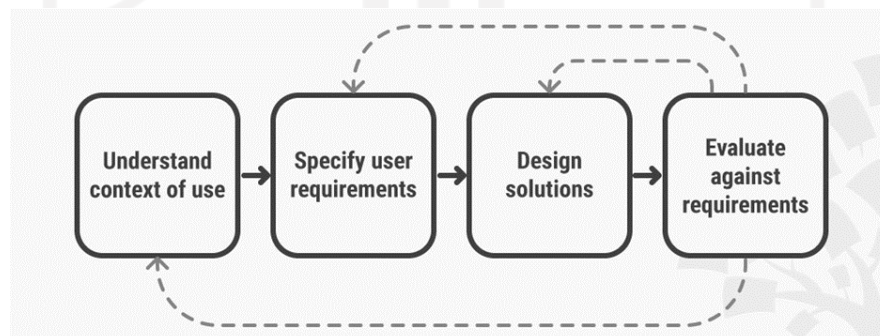 Understand
context of use
Specify user
requirements
Design
solutions
Evaluate
against
requirements